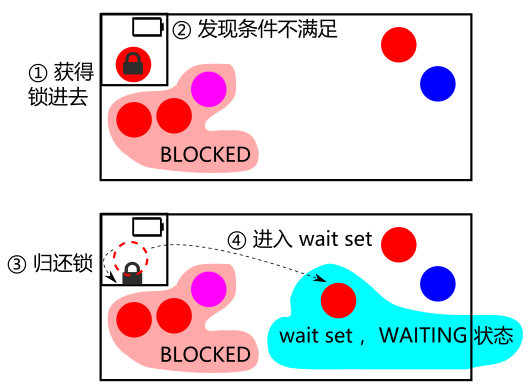 ② 发现条件不满足
① 获得
锁进去
BLOCKED
④ 进入 wait set
③ 归还锁
wait set ， WAITING 状态
BLOCKED